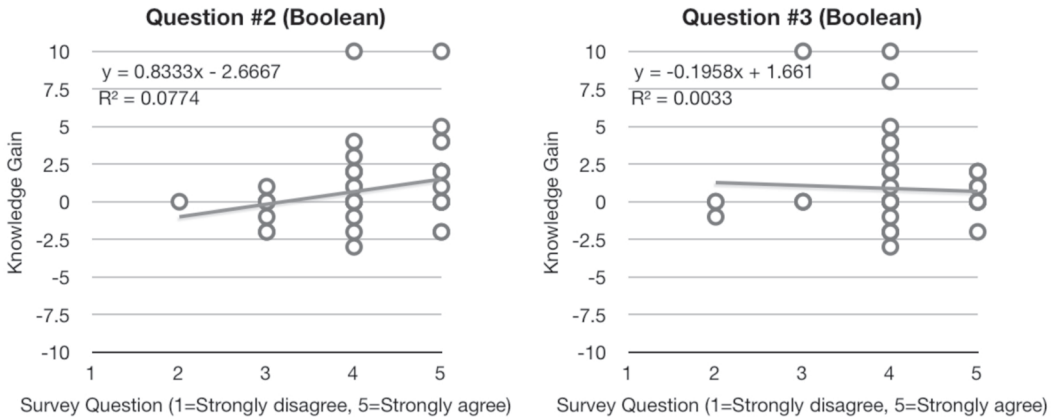 Question #2 (Boolean)
Knowledge Gain
10
7.5
5
2.5
0
-2.5
-5
-7.5
-10
y = 0.8333x - 2.6667
R² = 0.0774
1 2 3 4 5
Survey Question (1=Strongly disagree, 5=Strongly agree)
Question #3 (Boolean)
Knowledge Gain
10
7.5
5
2.5
0
-2.5
-5
-7.5
-10
y = -0.1958x + 1.661
R² = 0.0033
1 2 3 4 5
Survey Question (1=Strongly disagree, 5=Strongly agree)